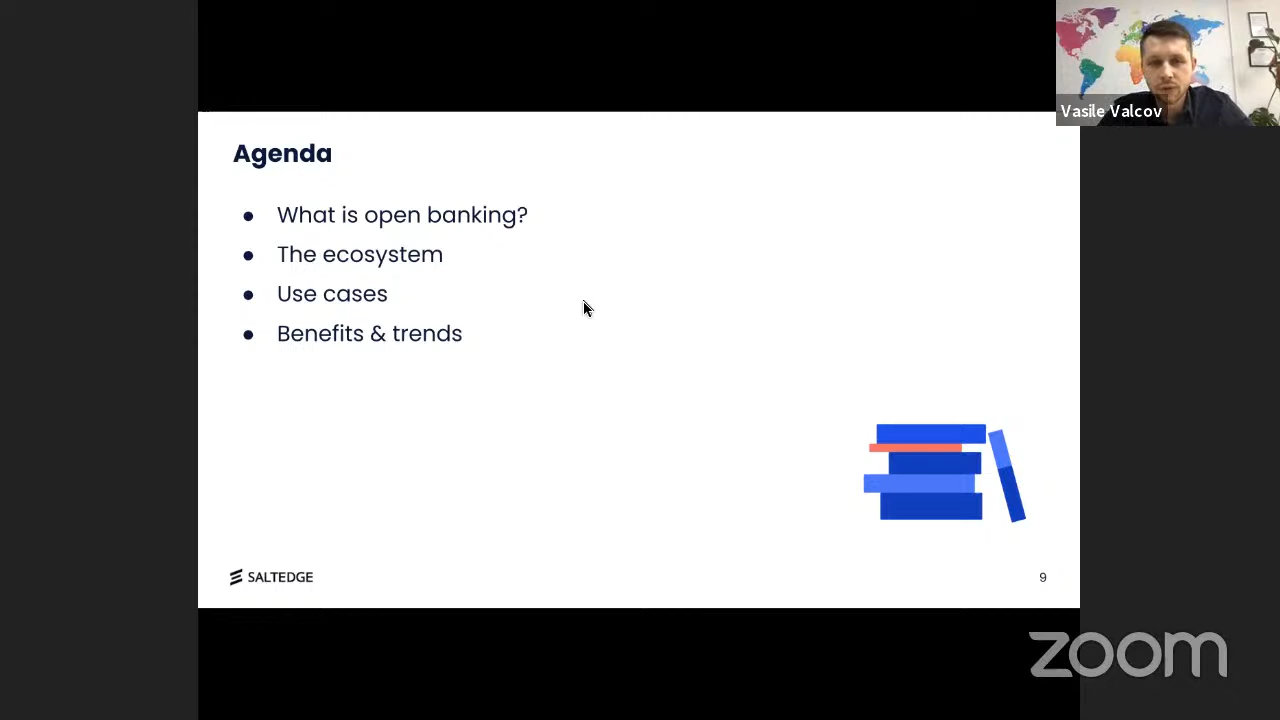 Vasile Valcov
Agenda
● What is open banking?
● The ecosystem
● Use cases
● Benefits & trends
SALTEDGE
9
zoom